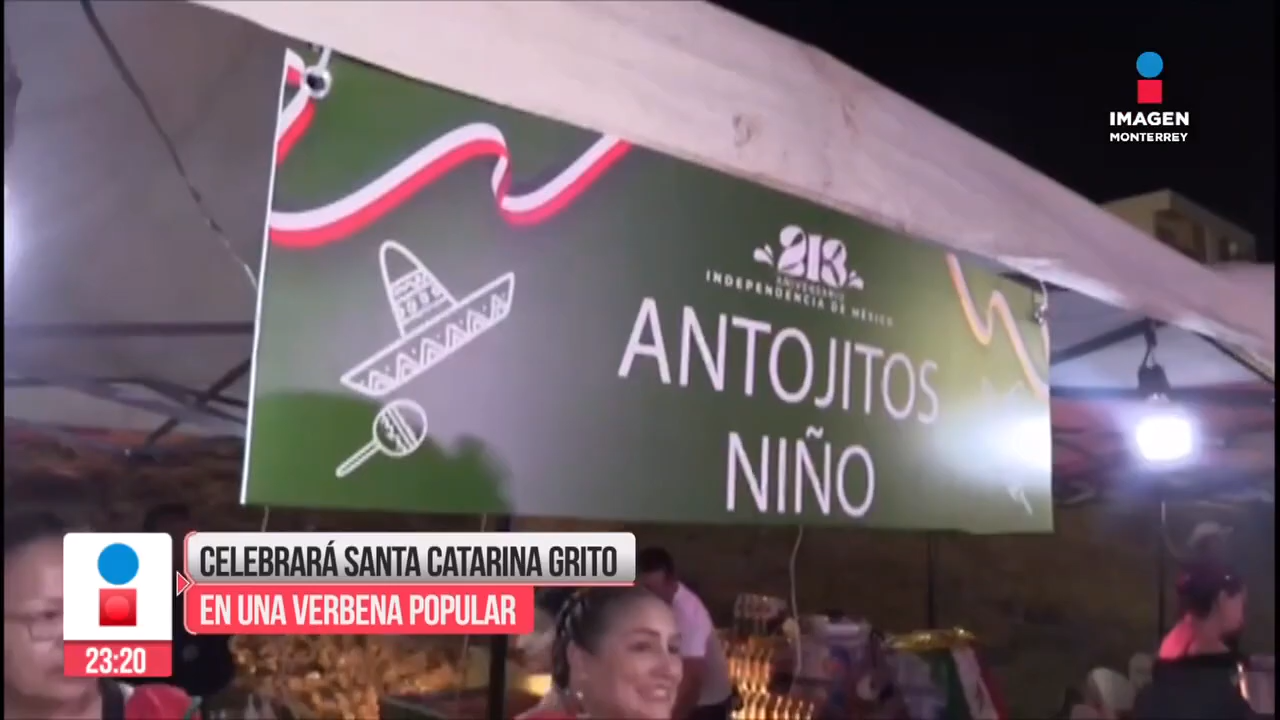 IMAGEN
MONTERREY
213
ANIVERSARIO
INDEPENDENCIA DE MÉXICO
ANTOJITOS
NIÑO
CELEBRARÁ SANTA CATARINA GRITO
EN UNA VERBENA POPULAR
23:20